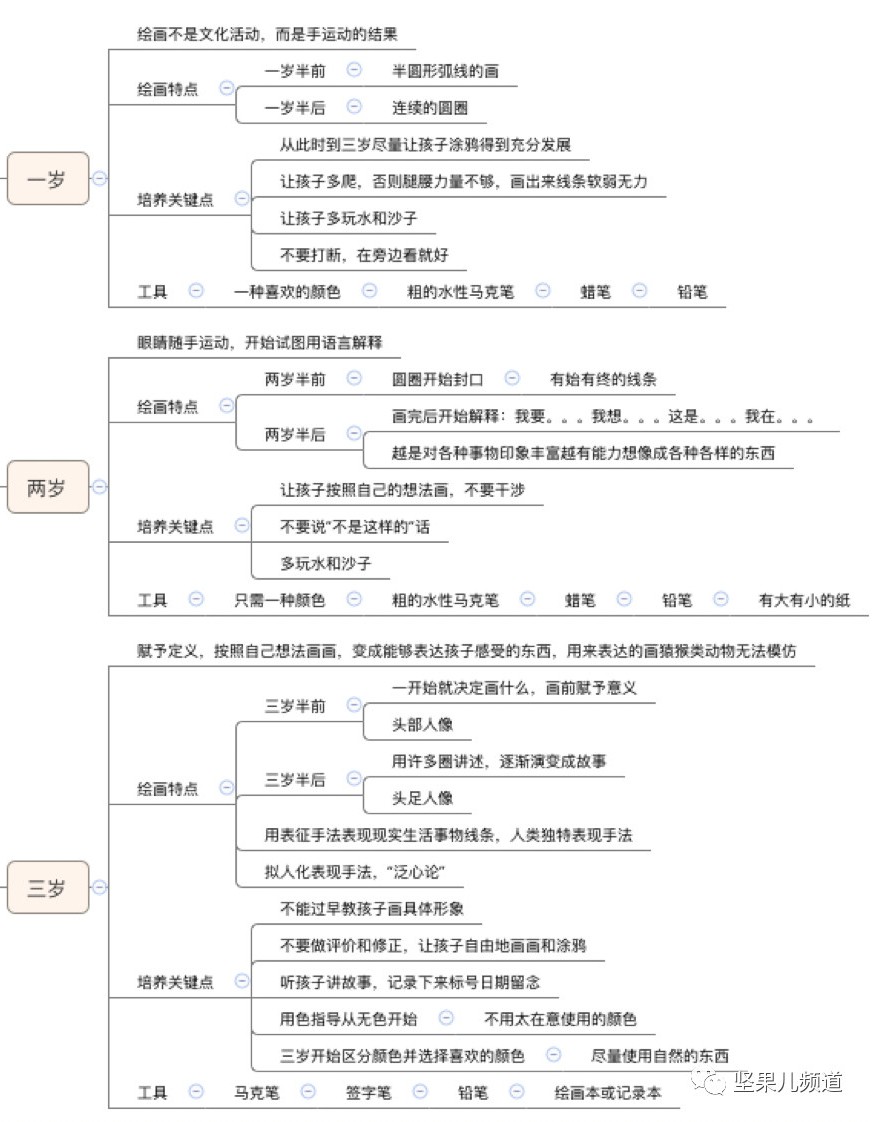 绘画不是文化活动，而是手运动的结果
绘画特点
一岁半前 半圆形弧线的画
一岁半后 连续的圆圈
一岁
培养关键点
从此时到三岁尽量让孩子涂鸦得到充分发展
让孩子多爬，否则腿腰力量不够，画出来线条软弱无力
让孩子多玩水和沙子
不要打断，在旁边看就好
工具 一种喜欢的颜色 粗的水性马克笔 蜡笔 铅笔
眼睛随手运动，开始试图用语言解释
绘画特点
两岁半前 圆圈开始封口 有始有终的线条
两岁半后
画完后开始解释：我要。。。我想。。。这是。。。我在。。。
越是对各种事物印象丰富越有能力想像成各种各样的东西
两岁
培养关键点
让孩子按照自己的想法画，不要干涉
不要说“不是这样的”话
多玩水和沙子
工具 只需一种颜色 粗的水性马克笔 蜡笔 铅笔 有大有小的纸
赋予定义，按照自己想法画画，变成能够表达孩子感受的东西，用来表达的画猿猴类动物无法模仿
绘画特点
三岁半前
一开始就决定画什么，画前赋予意义
头部人像
三岁半后
用许多圈讲述，逐渐演变成故事
头足人像
用表征手法表现现实生活事物线条，人类独特表现手法
拟人化表现手法，“泛心论”
三岁
培养关键点
不能过早教孩子画具体形象
不要做评价和修正，让孩子自由地画画和涂鸦
听孩子讲故事，记录下来标号日期留念
用色指导从无色开始 不用太在意使用的颜色
三岁开始区分颜色并选择喜欢的颜色 尽量使用自然的东西
工具 马克笔 签字笔 铅笔 绘画本或记录本
坚果儿频道